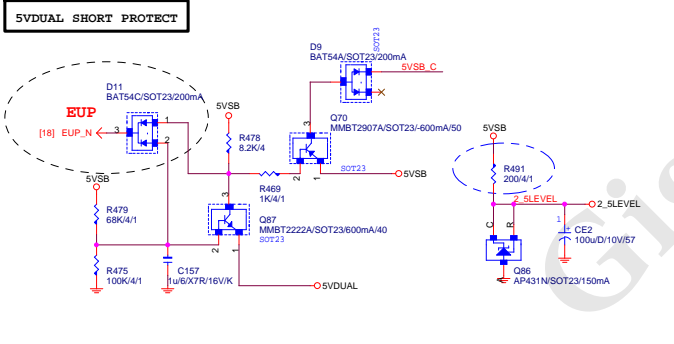 5VDUAL SHORT PROTECT
D9
BAT54A/SOT23/200mA
SOT23
5VSB_C
D11
BAT54C/SOT23/200mA
EUP
[18] EUP_N
3
1
2
5VSB
R478
8.2K/4
3
Q70
MMBT2907A/SOT23/-600mA/50
SOT23
2
1
5VSB
R469
1K/4/1
5VSB
R479
68K/4/1
3
Q87
MMBT2222A/SOT23/600mA/40
SOT23
2
1
R475
100K/4/1
C157
1u/6/X7R/16V/K
5VDUAL
5VSB
R491
200/4/1
2_5LEVEL
2_5LEVEL
C
R
1
+
CE2
100u/D/10V/57
Q86
AP431N/SOT23/150mA
Gig